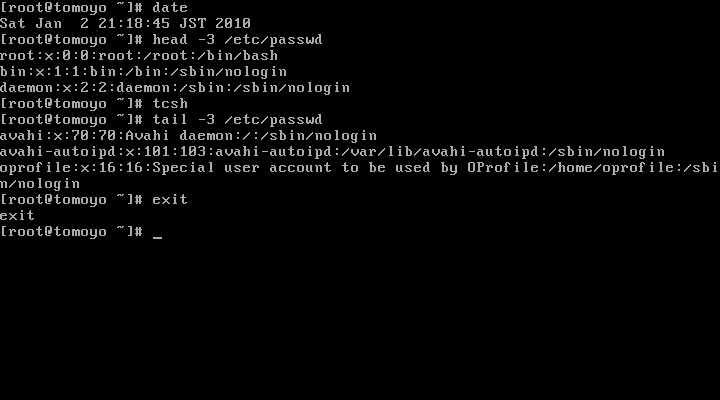 [root@tomoyo ~]# date
Sat Jan  2 21:18:45 JST 2010
[root@tomoyo ~]# head -3 /etc/passwd
root:x:0:0:root:/root:/bin/bash
bin:x:1:1:bin:/bin:/sbin/nologin
daemon:x:2:2:daemon:/sbin:/sbin/nologin
[root@tomoyo ~]# tcsh
[root@tomoyo ~]# tail -3 /etc/passwd
avahi:x:70:70:Avahi daemon:/:/sbin/nologin
avahi-autoipd:x:101:103:avahi-autoipd:/var/lib/avahi-autoipd:/sbin/nologin
oprofile:x:16:16:Special user account to be used by OProfile:/home/oprofile:/sbi
n/nologin
[root@tomoyo ~]# exit
exit
[root@tomoyo ~]# _